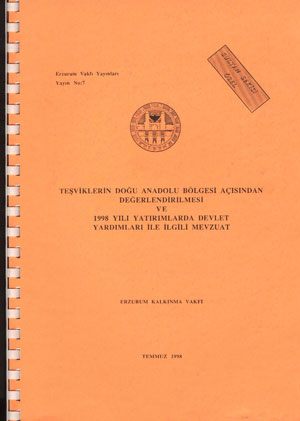 Erzurum Vakfı Yayınları
Yayın No:7
TEŞVİKLERİN DOĞU ANADOLU BÖLGESİ AÇISINDAN
DEĞERLENDİRİLMESİ
VE
1998 YILI YATIRIMLARDA DEVLET
YARDIMLARI İLE İLGİLİ MEVZUAT
ERZURUM KALKINMA VAKFI
TEMMUZ 1998